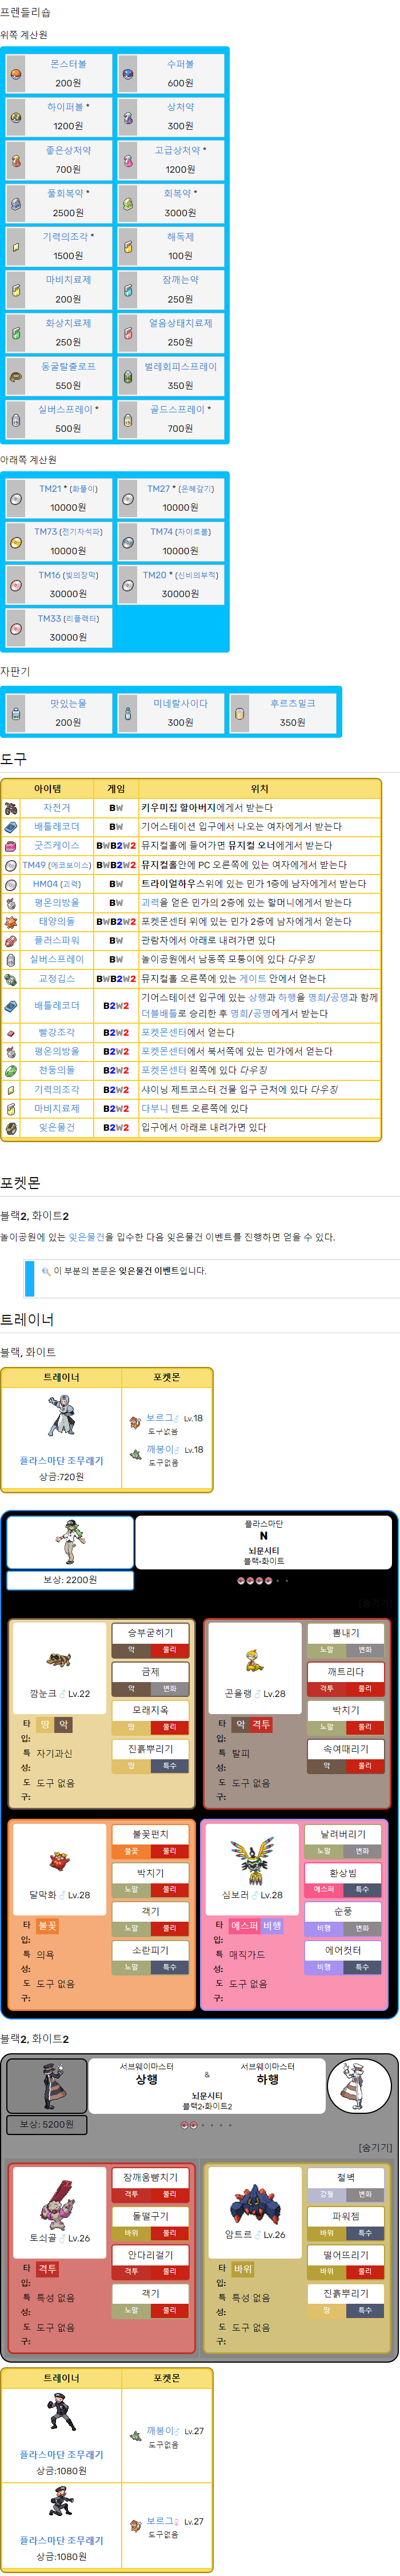 프렌들리숍
위쪽 계산원
몬스터볼
200원
수퍼볼
600원
하이퍼볼 *
1200원
상처약
300원
좋은상처약
700원
고급상처약 *
1200원
풀회복약 *
2500원
회복약 *
3000원
기력의조각 *
1500원
해독제
100원
마비치료제
200원
잠깨는약
250원
화상치료제
250원
얼음상태치료제
250원
동굴탈출로프
550원
벌레회피스프레이
350원
실버스프레이 *
500원
골드스프레이 *
700원
아래쪽 계산원
TM21 * (화풀이)
10000원
TM27 * (은혜갚기)
10000원
TM73 (전기자석파)
10000원
TM74 (자이로볼)
10000원
TM16 (빛의장막)
30000원
TM20 * (신비의부적)
30000원
TM33 (리플렉터)
30000원
자판기
맛있는물
200원
미네랄사이다
300원
후르츠밀크
350원
도구
아이템 게임 위치
자전거 BW 키우미집 할아버지에게서 받는다
배틀레코더 BW 기어스테이션 입구에서 나오는 여자에게서 받는다
굿즈케이스 BWB2W2 뮤지컬홀에 들어가면 뮤지컬 오너에게서 받는다
TM49 (에코보이스) BWB2W2 뮤지컬홀안에 PC 오른쪽에 있는 여자에게서 받는다
HM04 (괴력) BW 트라이얼하우스위에 있는 민가 1층에 남자에게서 받는다
평온의방울 BW 괴력을 얻은 민가의 2층에 있는 할머니에게서 받는다
태양의돌 BWB2W2 포켓몬센터 위에 있는 민가 2층에 남자에게서 얻는다
플러스파워 BW 관람차에서 아래로 내려가면 있다
실버스프레이 BW 놀이공원에서 남동쪽 모퉁이에 있다 다우징
교정깁스 BWB2W2 뮤지컬홀 오른쪽에 있는 게이트 안에서 얻는다
배틀레코더 B2W2 기어스테이션 입구에 있는 상행과 하행을 명희/공명과 함께
더블배틀로 승리한 후 명희/공명에게서 받는다
빨강조각 B2W2 포켓몬센터에서 얻는다
평온의방울 B2W2 포켓몬센터에서 북서쪽에 있는 민가에서 얻는다
천둥의돌 B2W2 포켓몬센터 왼쪽에 있다 다우징
기력의조각 B2W2 샤이닝 제트코스터 건물 입구 근처에 있다 다우징
마비치료제 B2W2 다부니 텐트 오른쪽에 있다
잊은물건 B2W2 입구에서 아래로 내려가면 있다
포켓몬
블랙2, 화이트2
놀이공원에 있는 잊은물건을 입수한 다음 잊은물건 이벤트를 진행하면 얻을 수 있다.
이 부분의 본문은 잊은물건 이벤트입니다.
트레이너
블랙, 화이트
트레이너 포켓몬
플라스마단 조무래기
상금:720원
보르그♂ Lv.18
도구없음
깨봉이♂ Lv.18
도구없음
플라스마단
N
뇌문시티
블랙·화이트
보상: 2200원
깜눈크♂Lv.22
타입: 땅 악
특성: 자기과신
도구: 도구 없음
승부굳히기
악 물리
금제
악 변화
모래지옥
땅 물리
진흙뿌리기
땅 특수
곤율랭♂Lv.28
타입: 악 격투
특성: 탈피
도구: 도구 없음
뽐내기
노말 변화
깨트리다
격투 물리
박치기
노말 물리
속여때리기
악 물리
달막화♂Lv.28
타입: 불꽃
특성: 의욕
도구: 도구 없음
불꽃펀치
불꽃 물리
박치기
노말 물리
객기
노말 물리
소란피기
노말 특수
심보러♂Lv.28
타입: 에스퍼 비행
특성: 매직가드
도구: 도구 없음
날려버리기
노말 변화
환상빔
에스퍼 특수
순풍
비행 변화
에어컷터
비행 특수
블랙2, 화이트2
서브웨이마스터
상행
&
서브웨이마스터
하행
뇌문시티
블랙2·화이트2
보상: 5200원
[숨기기]
토쇠골♂Lv.26
타입: 격투
특성: 특성 없음
도구: 도구 없음
잠깨움뺨치기
격투 물리
돌떨구기
바위 물리
안다리걸기
격투 물리
객기
노말 물리
암트르♂Lv.26
타입: 바위
특성: 특성 없음
도구: 도구 없음
철벽
강철 변화
파워젬
바위 특수
떨어뜨리기
바위 물리
진흙뿌리기
땅 특수
트레이너 포켓몬
플라스마단 조무래기
상금:1080원
깨봉이♂ Lv.27
도구없음
플라스마단 조무래기
상금:1080원
보르그♀ Lv.27
도구없음